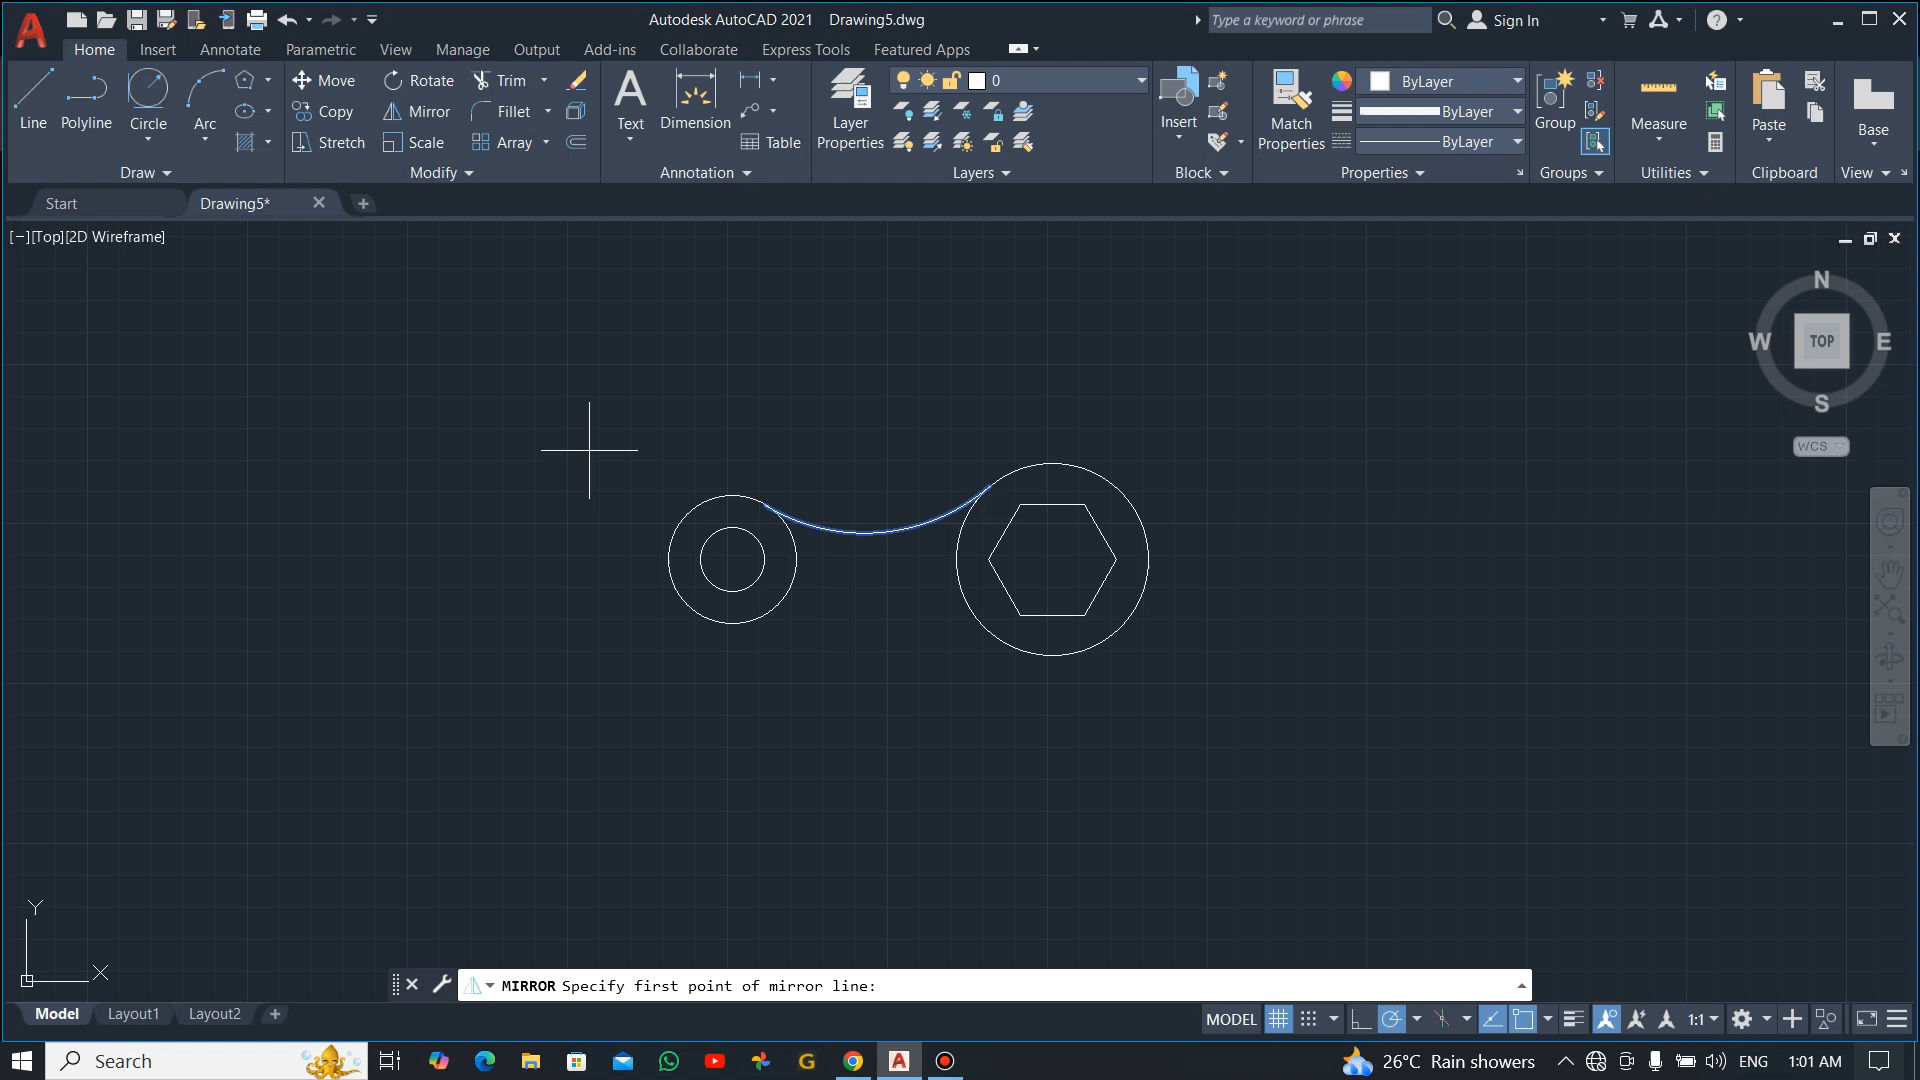 Autodesk AutoCAD 2021 Drawing5.dwg
Type a keyword or phrase
Sign In
Home Insert Annotate Parametric View Manage Output Add-ins Collaborate Express Tools Featured Apps
Line
Polyline
Circle
Arc
Draw
Move
Copy
Stretch
Rotate
Mirror
Scale
Trim
Fillet
Array
Modify
Text
Dimension
Table
Annotation
Layer
Properties
0
Layers
Insert
Block
Match
Properties
ByLayer
ByLayer
ByLayer
Properties
Group
Groups
Measure
Utilities
Paste
Clipboard
Base
View
Start
Drawing5*
[−][Top][2D Wireframe]
N
W
TOP
E
S
WCS
Y
X
MIRROR Specify first point of mirror line:
Model Layout1 Layout2
MODEL
1:1
Search
26°C Rain showers
ENG
1:01 AM